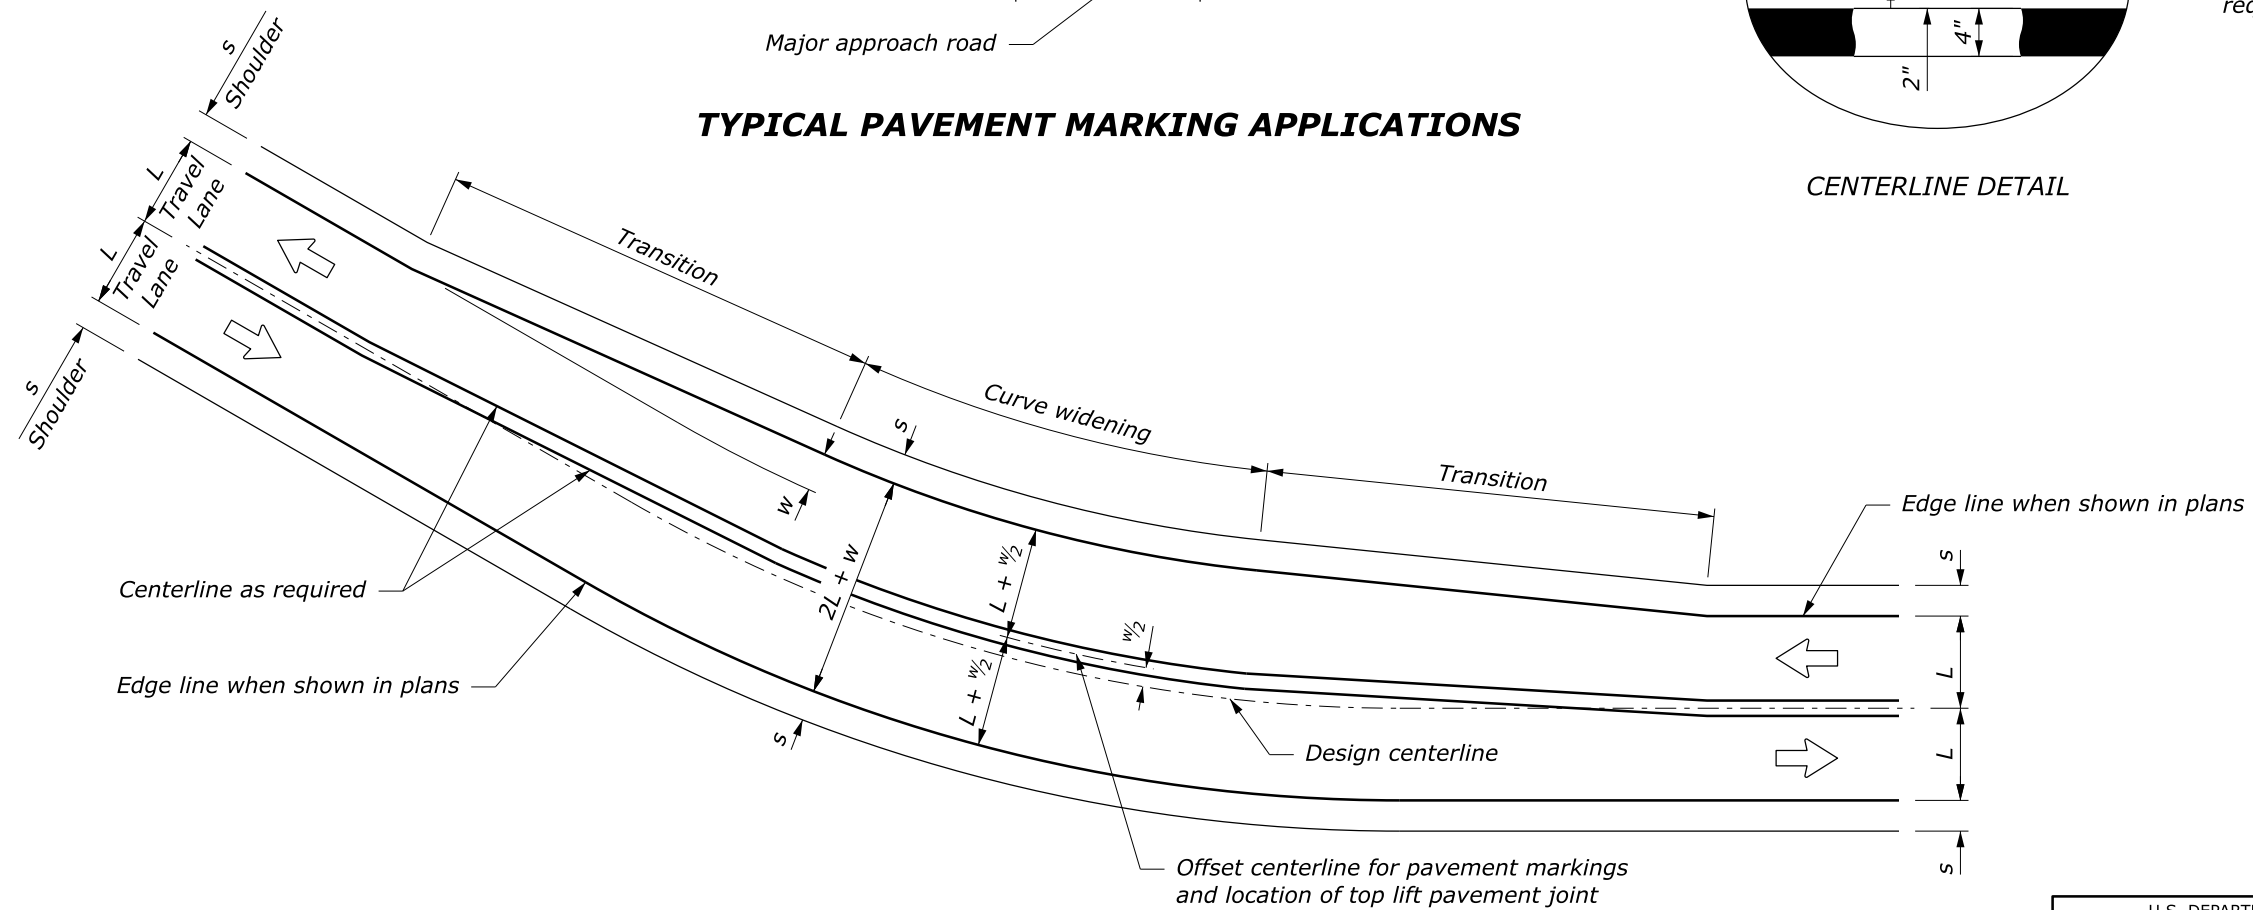 Major approach road
4"
2"
TYPICAL PAVEMENT MARKING APPLICATIONS
CENTERLINE DETAIL
s
Shoulder
L
Travel
Lane
L
Travel
Lane
s
Shoulder
Transition
Curve widening
s
Transition
w
Edge line when shown in plans
s
2L + w
L + w/2
w/2
L + w/2
Centerline as required
Edge line when shown in plans
L
L
s
Design centerline
Offset centerline for pavement markings
and location of top lift pavement joint
s